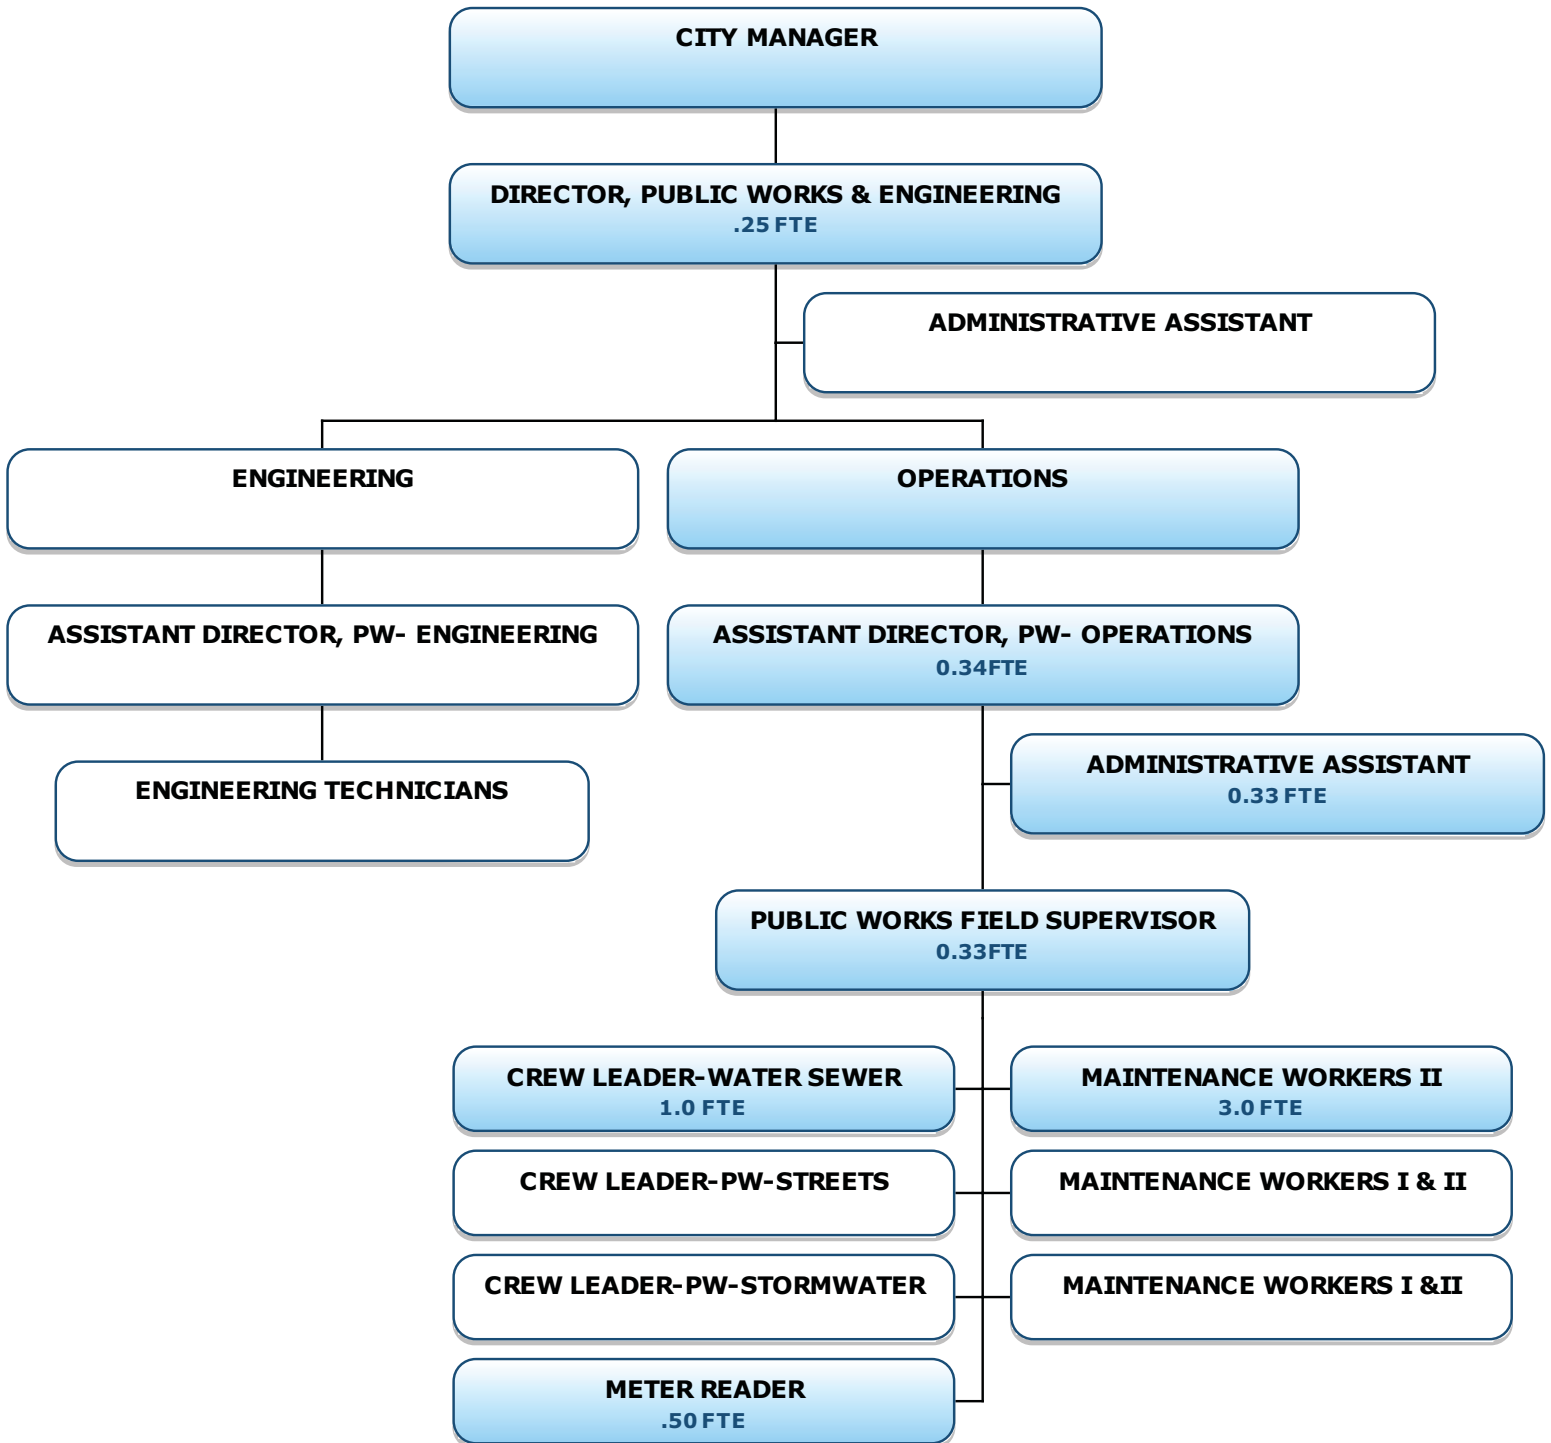 CITY MANAGER
DIRECTOR, PUBLIC WORKS & ENGINEERING
.25 FTE
ADMINISTRATIVE ASSISTANT
ENGINEERING
OPERATIONS
ASSISTANT DIRECTOR, PW- ENGINEERING
ASSISTANT DIRECTOR, PW- OPERATIONS
0.34FTE
ENGINEERING TECHNICIANS
ADMINISTRATIVE ASSISTANT
0.33 FTE
PUBLIC WORKS FIELD SUPERVISOR
0.33FTE
CREW LEADER-WATER SEWER
1.0 FTE
MAINTENANCE WORKERS II
3.0 FTE
CREW LEADER-PW-STREETS
MAINTENANCE WORKERS I & II
CREW LEADER-PW-STORMWATER
MAINTENANCE WORKERS I &II
METER READER
.50 FTE